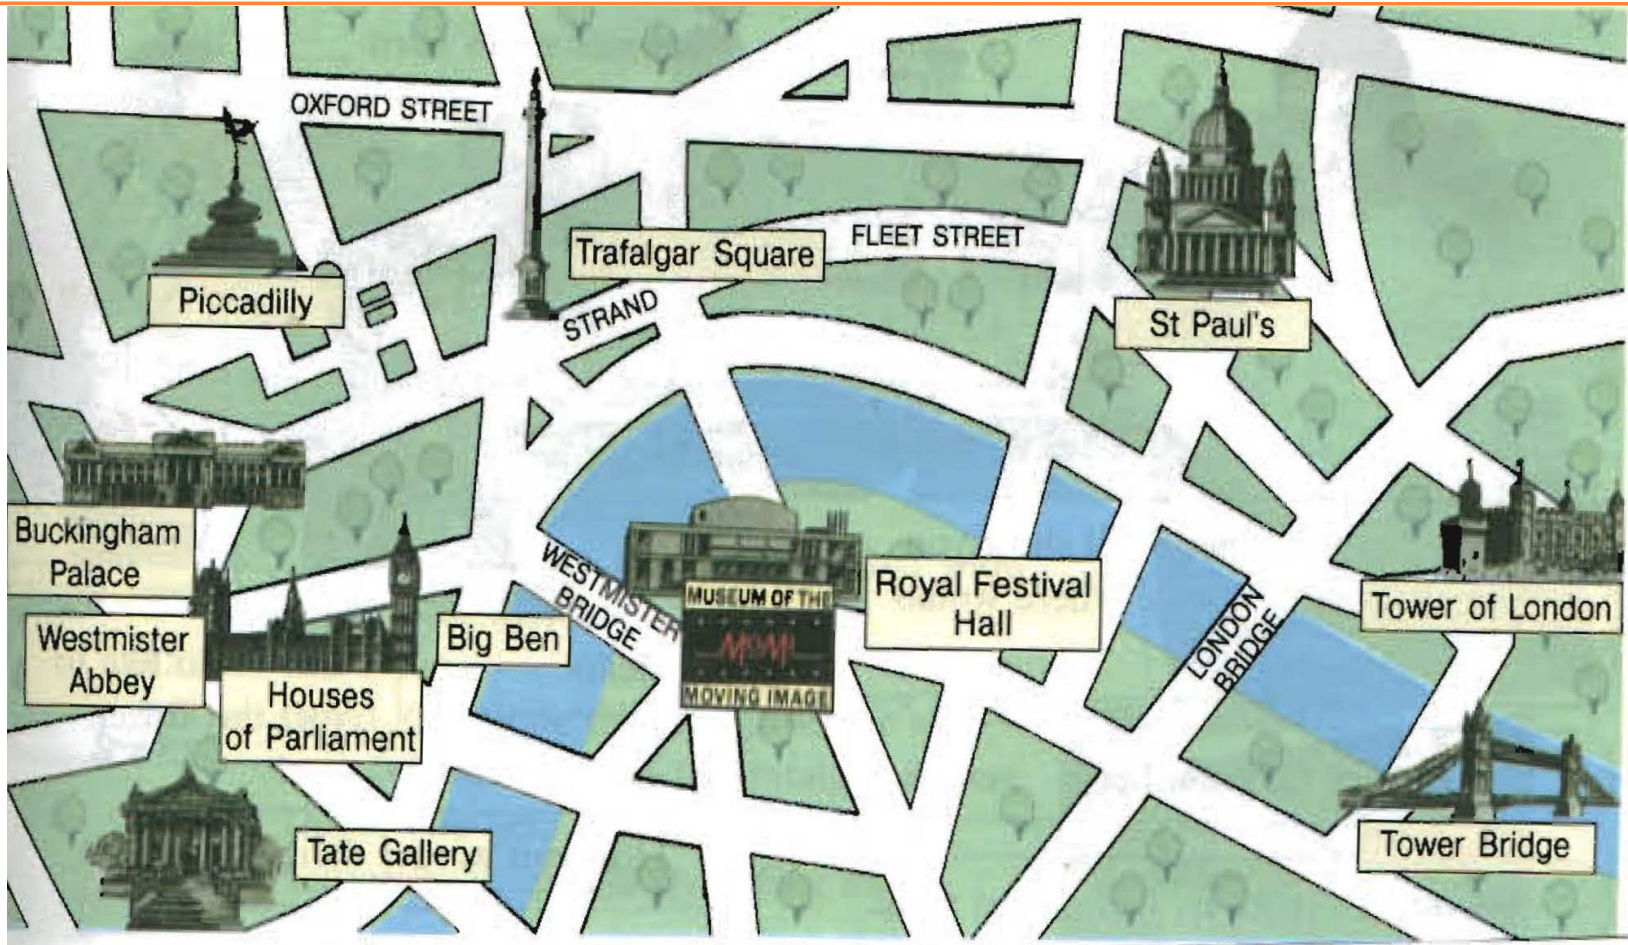 OXFORD STREET
Trafalgar Square
FLEET STREET
Piccadilly
STRAND
St Paul's
Buckingham
Palace
WESTMISTER
BRIDGE
MUSEUM OF THE
MOMI
MOVING IMAGE
Royal Festival
Hall
Tower of London
LONDON
BRIDGE
Westmister
Abbey
Big Ben
Houses
of Parliament
Tate Gallery
Tower Bridge